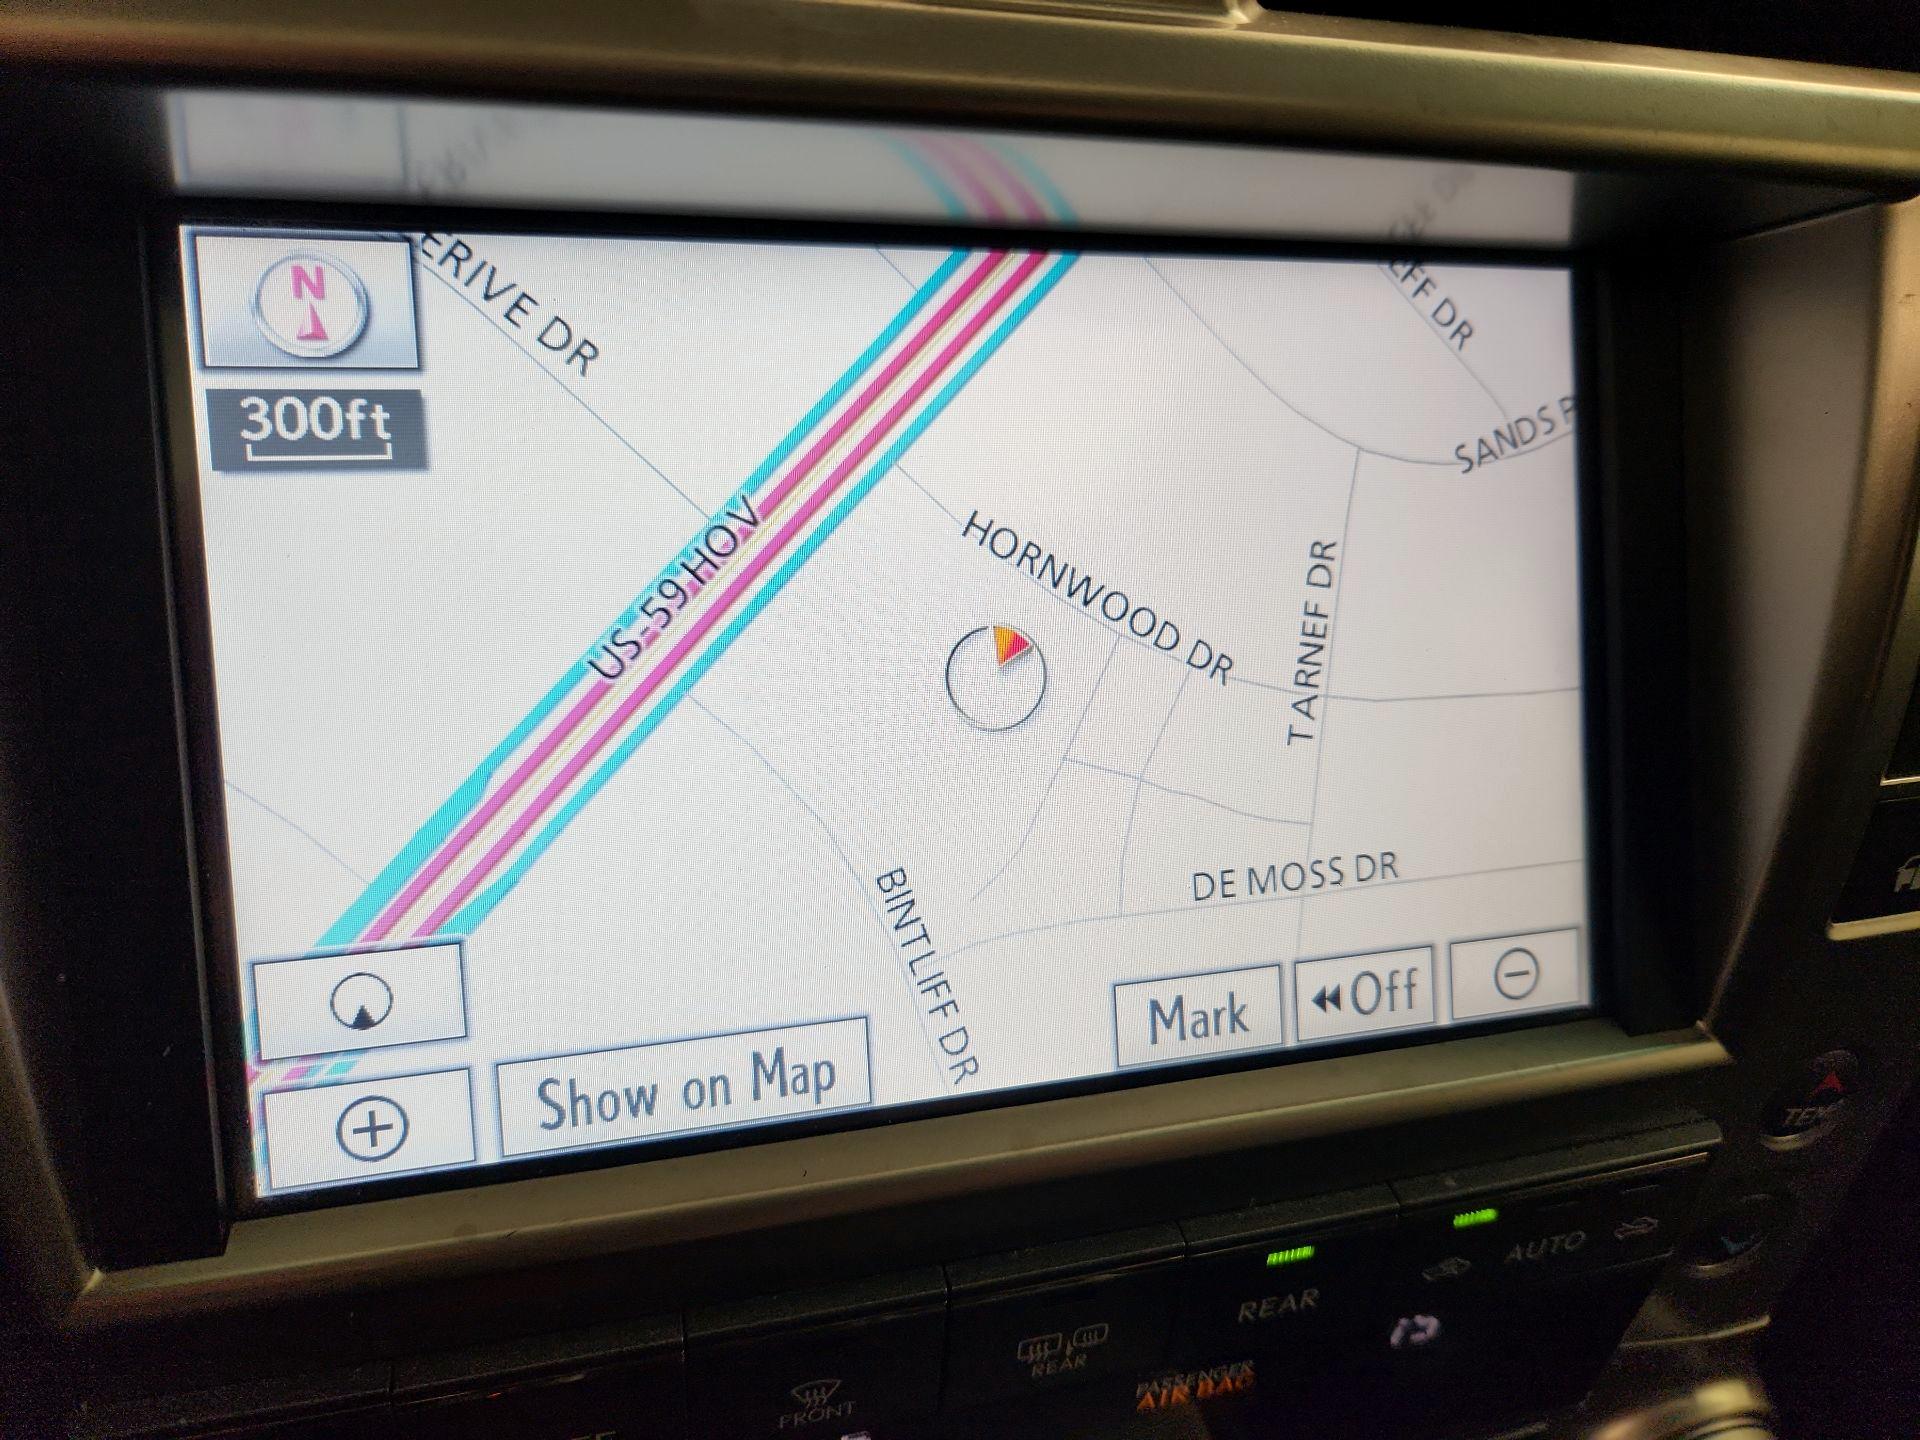 N
ERIVE DR
EFF DR
300ft
SANDS P
US-59 HOV
HORNWOOD DR
TARNEF DR
DE MOSS DR
BINTLIFF DR
Mark
Off
Show on Map
AUTO
REAR
REAR
PASSENGER
AIR BAG
FRONT